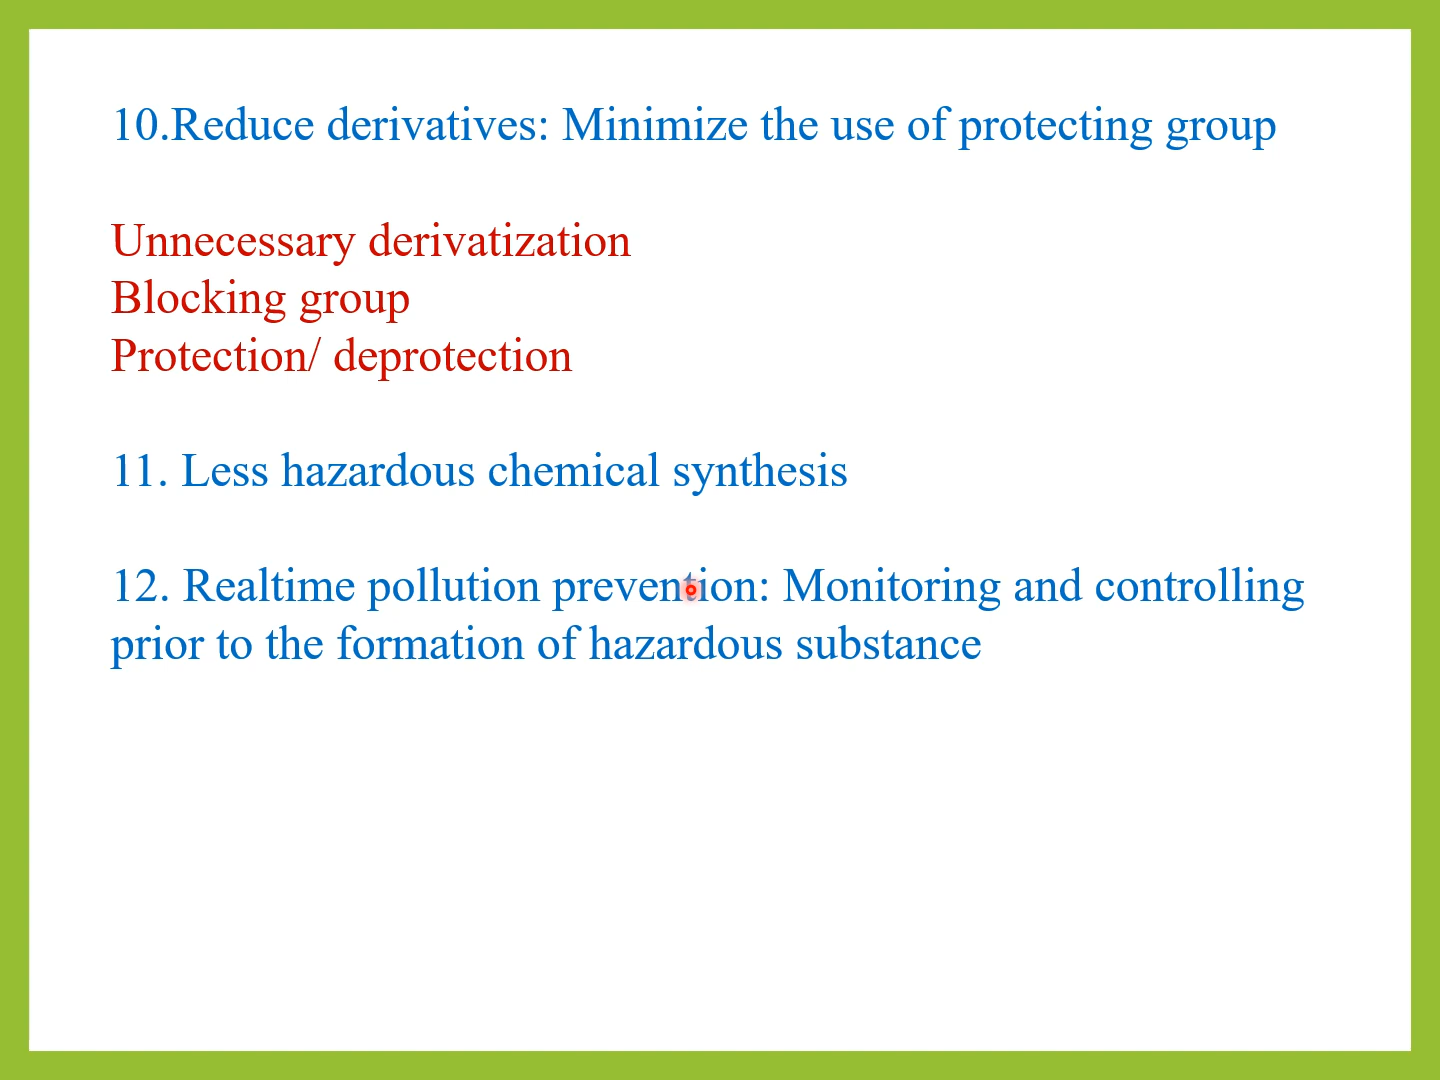 10.Reduce derivatives: Minimize the use of protecting group
Unnecessary derivatization
Blocking group
Protection/ deprotection
11. Less hazardous chemical synthesis
12. Realtime pollution prevention: Monitoring and controlling
prior to the formation of hazardous substance